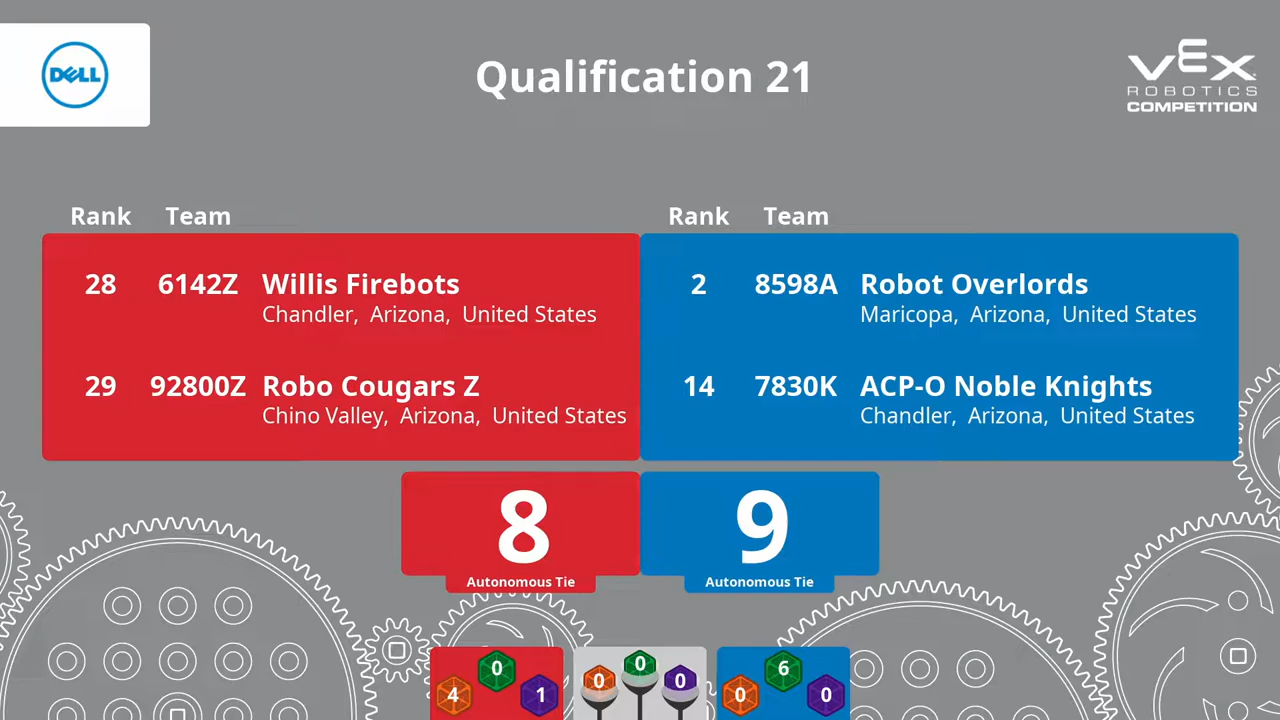 DELL
Qualification 21
vex
ROBOTICS
COMPETITION
Rank Team
28 6142Z Willis Firebots
Chandler, Arizona, United States
29 92800Z Robo Cougars Z
Chino Valley, Arizona, United States
Rank Team
2 8598A Robot Overlords
Maricopa, Arizona, United States
14 7830K ACP-O Noble Knights
Chandler, Arizona, United States
8
Autonomous Tie
9
Autonomous Tie
4 0 1
0 0 0
0 6 0